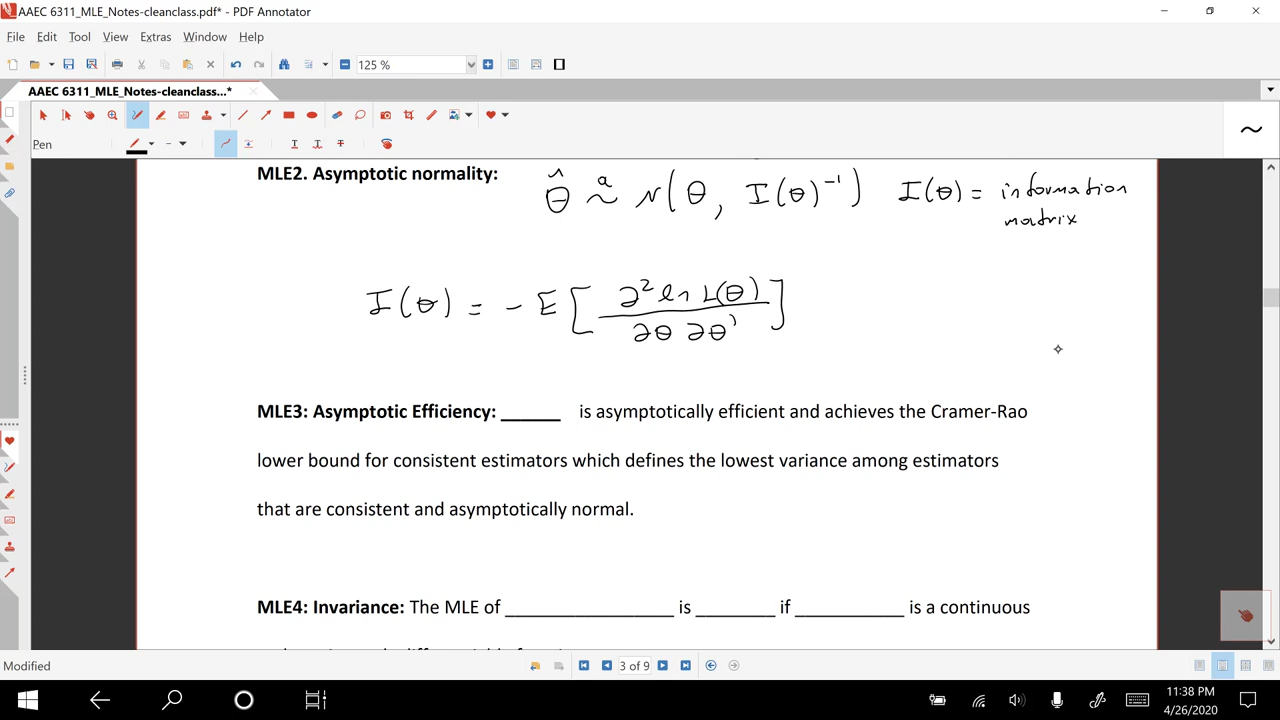 AAEC 6311_MLE_Notes-cleanclass.pdf* - PDF Annotator
File Edit Tool View Extras Window Help
125 %
AAEC 6311_MLE_Notes-cleanclass...*
Pen
MLE2. Asymptotic normality: θ̂ ᵃ∼ N(θ, I(θ)⁻¹) I(θ) = information
matrix
I(θ) = - E [ ∂² ln L(θ) / ∂θ ∂θ' ]
MLE3: Asymptotic Efficiency: ______ is asymptotically efficient and achieves the Cramer-Rao
lower bound for consistent estimators which defines the lowest variance among estimators
that are consistent and asymptotically normal.
MLE4: Invariance: The MLE of _________________ is ________ if ___________ is a continuous
Modified
3 of 9
11:38 PM
4/26/2020